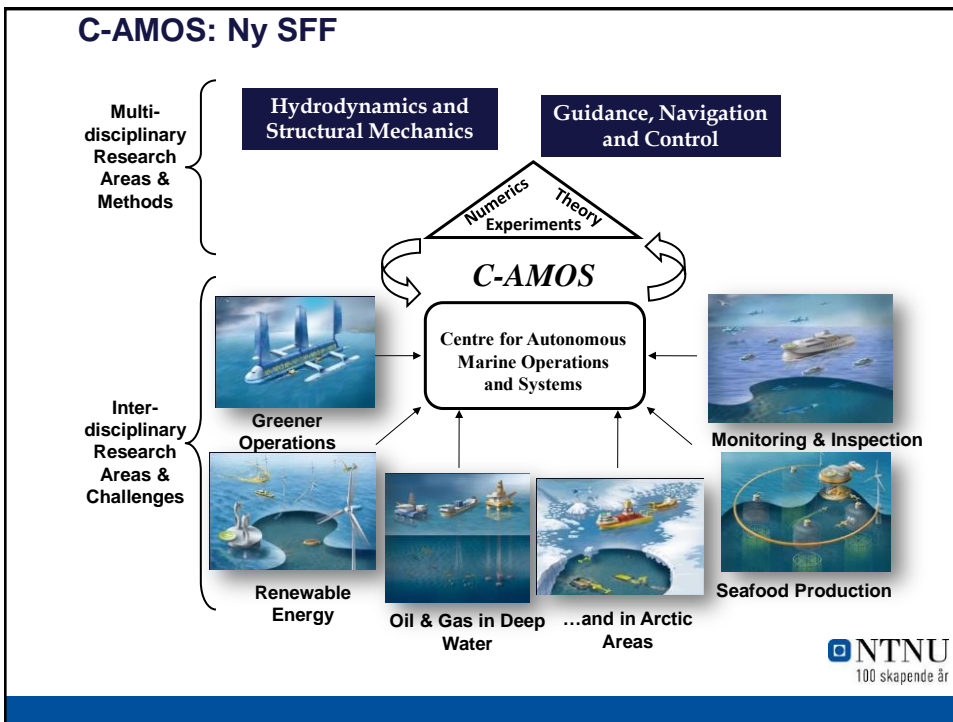 C-AMOS: Ny SFF
Multi-
disciplinary
Research
Areas &
Methods
Hydrodynamics and
Structural Mechanics
Guidance, Navigation
and Control
Numerics
Theory
Experiments
C-AMOS
Centre for Autonomous
Marine Operations
and Systems
Inter-
disciplinary
Research
Areas &
Challenges
Greener
Operations
Monitoring & Inspection
Renewable
Energy
Oil & Gas in Deep
Water
...and in Arctic
Areas
Seafood Production
NTNU
100 skapende år